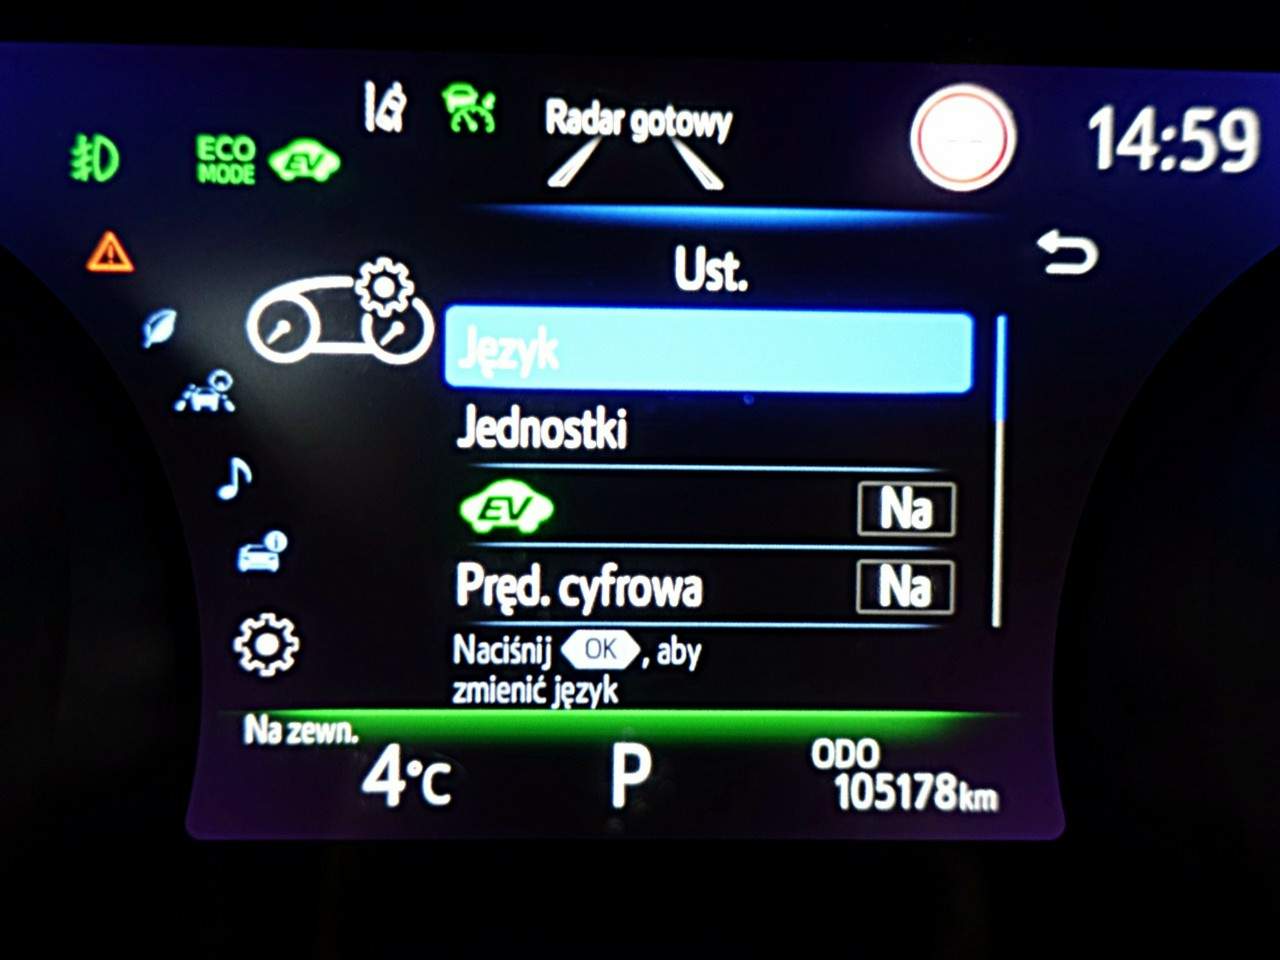 Radar gotowy
14:59
ECO
MODE
EV
Ust.
Język
Jednostki
EV
Na
Pręd. cyfrowa
Na
Naciśnij OK, aby
zmienić język
Na zewn.
4°C
P
ODO
105178km